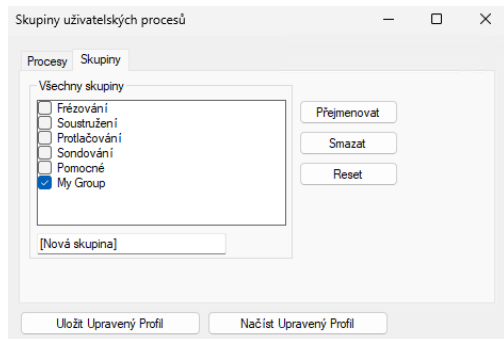 Skupiny uživatelských procesů
Procesy Skupiny
Všechny skupiny
Frézování
Soustružení
Protlačování
Sondování
Pomocné
My Group
[Nová skupina]
Přejmenovat
Smazat
Reset
Uložit Upravený Profil
Načíst Upravený Profil